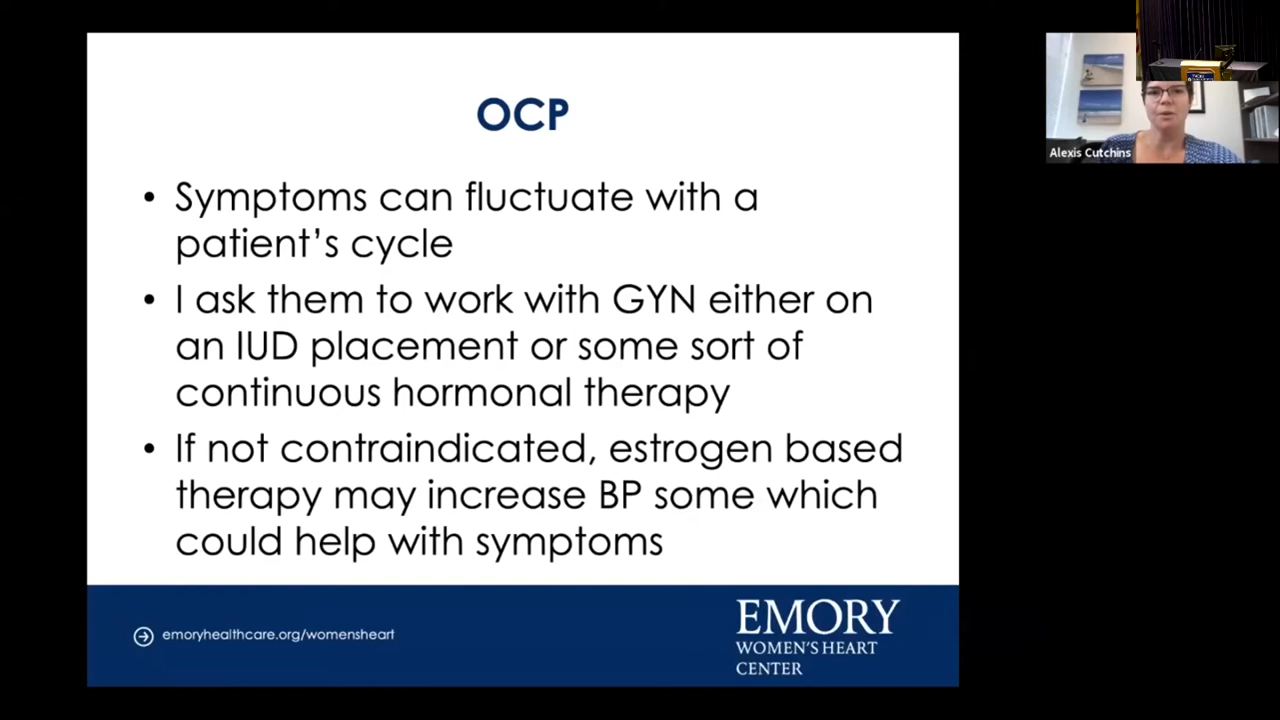 OCP
• Symptoms can fluctuate with a
patient's cycle
• I ask them to work with GYN either on
an IUD placement or some sort of
continuous hormonal therapy
• If not contraindicated, estrogen based
therapy may increase BP some which
could help with symptoms
emoryhealthcare.org/womensheart
EMORY
WOMEN'S HEART
CENTER
Alexis Cutchins